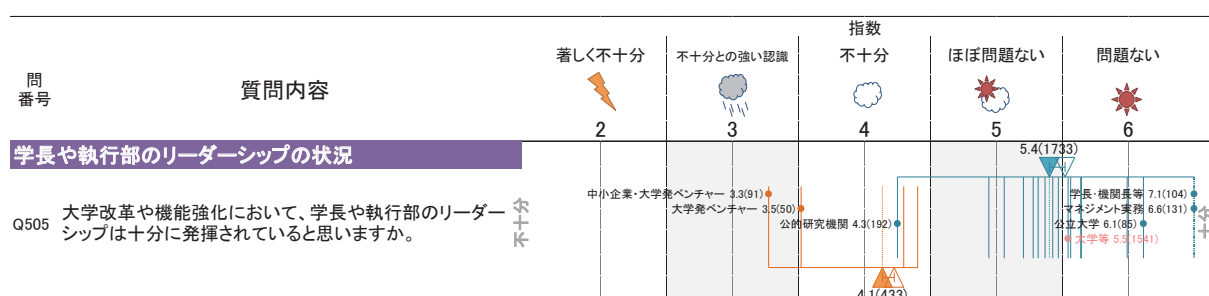 指数
著しく不十分 不十分との強い認識 不十分 ほぼ問題ない 問題ない
問番号 質問内容
2 3 4 5 6
学長や執行部のリーダーシップの状況
5.4(1733)
中小企業・大学発ベンチャー 3.3(91) 学長・機関長等 7.1(104)
大学発ベンチャー 3.5(50) マネジメント実務 6.6(131)
公的研究機関 4.3(192) 公立大学 6.1(85)
Q505 大学改革や機能強化において、学長や執行部のリーダー
シップは十分に発揮されていると思いますか。
不十分 十分
大学等 5.5(1541)
4.1(433)